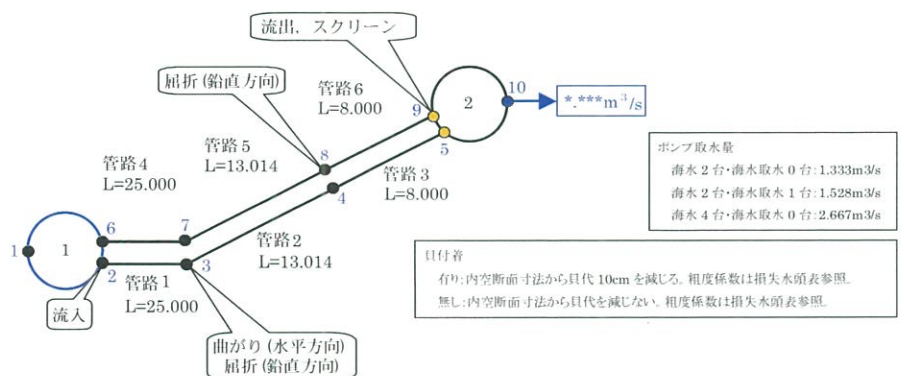 流出，スクリーン
屈折(鉛直方向)
管路6
L=8.000
9
2
10
*.***m³/s
5
管路5
L=13.014
8
管路4
L=25.000
4
管路3
L=8.000
ポンプ取水量
海水2台・海水取水0台:1.333m3/s
海水2台・海水取水1台:1.528m3/s
海水4台・海水取水0台:2.667m3/s
6
7
1
1
2
3
管路2
L=13.014
管路1
L=25.000
貝付着
有り:内空断面寸法から貝代10cmを減じる。粗度係数は損失水頭表参照。
無し:内空断面寸法から貝代を減じない。粗度係数は損失水頭表参照。
流入
曲がり(水平方向)
屈折(鉛直方向)